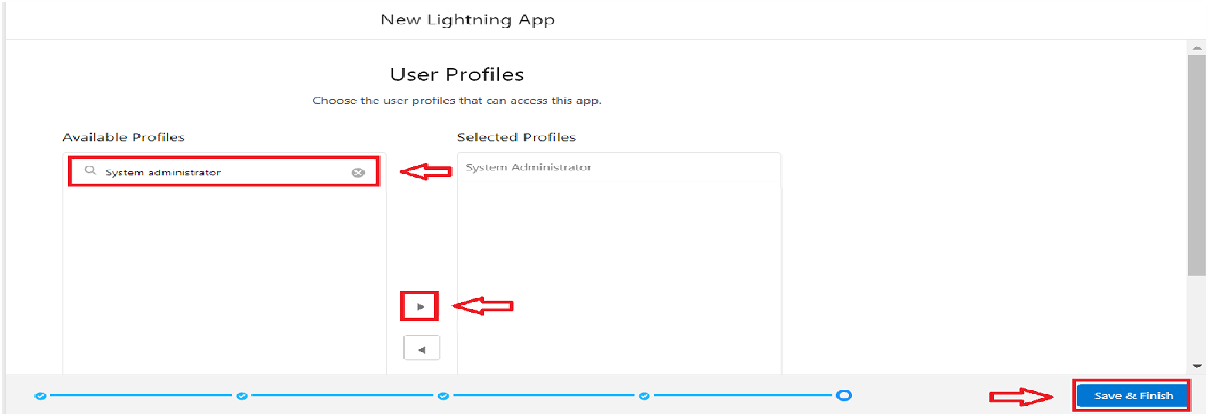 New Lightning App
User Profiles
Choose the user profiles that can access this app.
Available Profiles
Selected Profiles
System administrator
System Administrator
Save & Finish